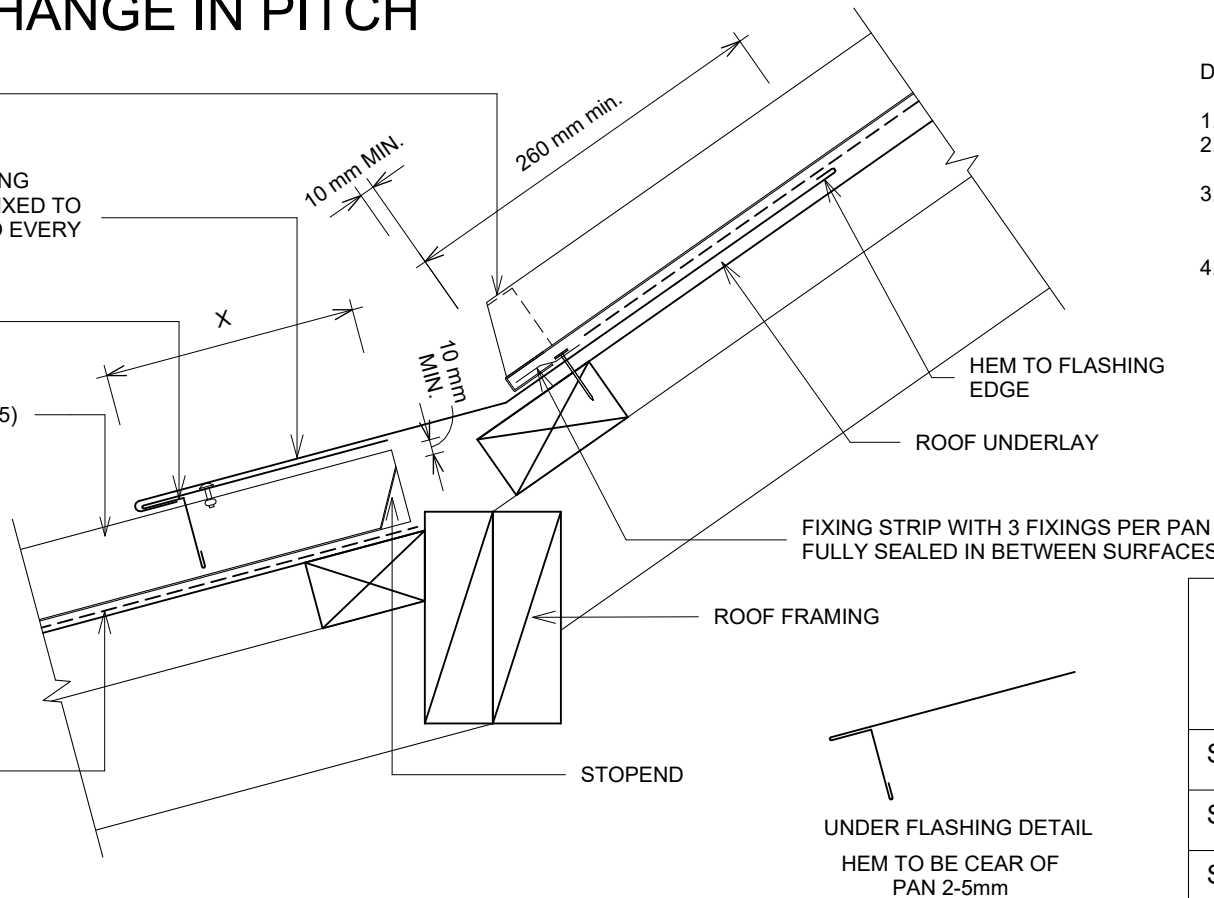 HANGE IN PITCH
260 mm min.
10 mm MIN.
NG
IXED TO
D EVERY
X
10 mm
MIN.
5)
HEM TO FLASHING
EDGE
ROOF UNDERLAY
FIXING STRIP WITH 3 FIXINGS PER PAN
FULLY SEALED IN BETWEEN SURFACES
ROOF FRAMING
STOPEND
UNDER FLASHING DETAIL
HEM TO BE CEAR OF
PAN 2-5mm
D
1.
2.
3.
4.
S
S
S